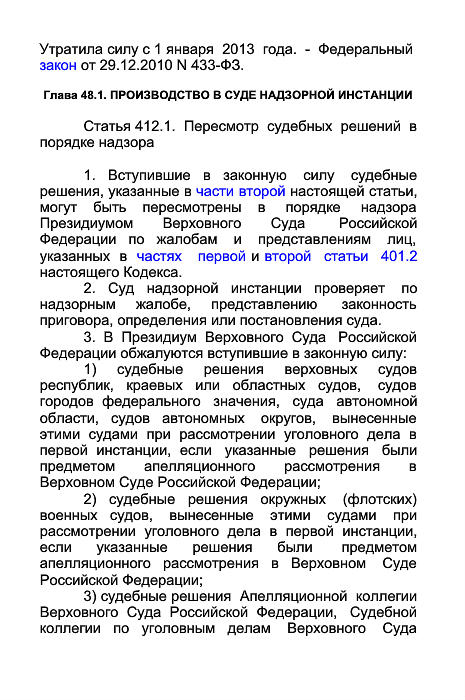 Утратила силу с 1 января 2013 года. - Федеральный
закон от 29.12.2010 N 433-ФЗ.
Глава 48.1. ПРОИЗВОДСТВО В СУДЕ НАДЗОРНОЙ ИНСТАНЦИИ
Статья 412.1. Пересмотр судебных решений в
порядке надзора
1. Вступившие в законную силу судебные
решения, указанные в части второй настоящей статьи,
могут быть пересмотрены в порядке надзора
Президиумом Верховного Суда Российской
Федерации по жалобам и представлениям лиц,
указанных в частях первой и второй статьи 401.2
настоящего Кодекса.
2. Суд надзорной инстанции проверяет по
надзорным жалобе, представлению законность
приговора, определения или постановления суда.
3. В Президиум Верховного Суда Российской
Федерации обжалуются вступившие в законную силу:
1) судебные решения верховных судов
республик, краевых или областных судов, судов
городов федерального значения, суда автономной
области, судов автономных округов, вынесенные
этими судами при рассмотрении уголовного дела в
первой инстанции, если указанные решения были
предметом апелляционного рассмотрения в
Верховном Суде Российской Федерации;
2) судебные решения окружных (флотских)
военных судов, вынесенные этими судами при
рассмотрении уголовного дела в первой инстанции,
если указанные решения были предметом
апелляционного рассмотрения в Верховном Суде
Российской Федерации;
3) судебные решения Апелляционной коллегии
Верховного Суда Российской Федерации, Судебной
коллегии по уголовным делам Верховного Суда